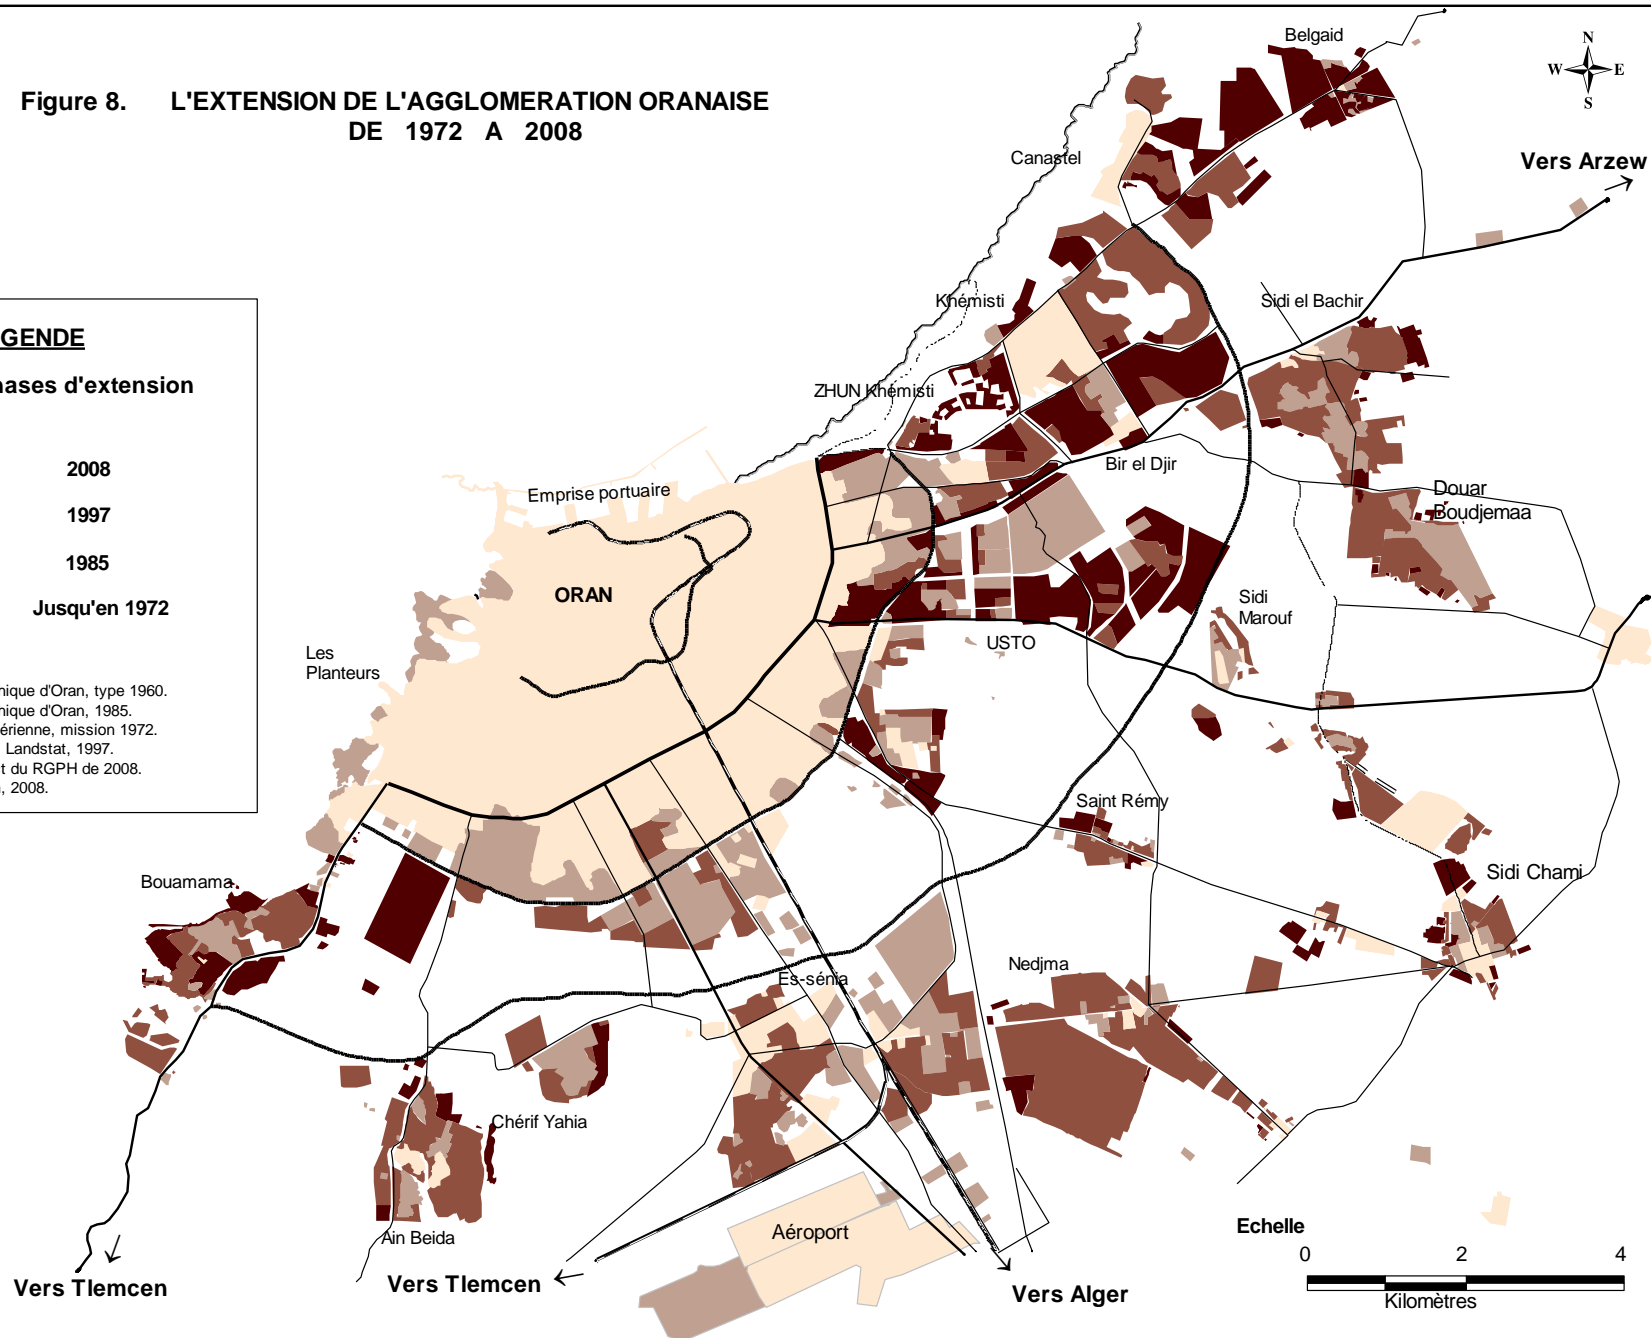 Figure 8. L'EXTENSION DE L'AGGLOMERATION ORANAISE
DE 1972 A 2008
N
W E
S
Belgaid
Vers Arzew
Canastel
Khémisti
Sidi el Bachir
ZHUN Khémisti
Bir el Djir
Emprise portuaire
Douar
Boudjemaa
ORAN
Sidi
Marouf
USTO
Les
Planteurs
GENDE
hases d'extension
2008
1997
1985
Jusqu'en 1972
nique d'Oran, type 1960.
nique d'Oran, 1985.
érienne, mission 1972.
Landstat, 1997.
t du RGPH de 2008.
, 2008.
Saint Rémy
Bouamama
Sidi Chami
Es-sénia
Nedjma
Chérif Yahia
Ain Beida
Aéroport
Vers Tlemcen
Vers Tlemcen
Vers Alger
Echelle
0 2 4
Kilomètres